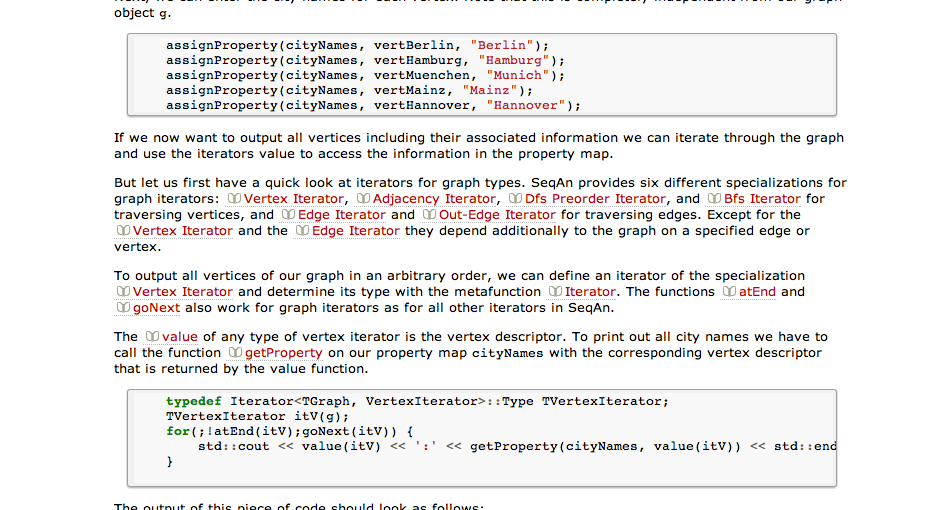 object g.
assignProperty(cityNames, vertBerlin, "Berlin");
assignProperty(cityNames, vertHamburg, "Hamburg");
assignProperty(cityNames, vertMuenchen, "Munich");
assignProperty(cityNames, vertMainz, "Mainz");
assignProperty(cityNames, vertHannover, "Hannover");
If we now want to output all vertices including their associated information we can iterate through the graph
and use the iterators value to access the information in the property map.
But let us first have a quick look at iterators for graph types. SeqAn provides six different specializations for
graph iterators: Vertex Iterator, Adjacency Iterator, Dfs Preorder Iterator, and Bfs Iterator for
traversing vertices, and Edge Iterator and Out-Edge Iterator for traversing edges. Except for the
Vertex Iterator and the Edge Iterator they depend additionally to the graph on a specified edge or
vertex.
To output all vertices of our graph in an arbitrary order, we can define an iterator of the specialization
Vertex Iterator and determine its type with the metafunction Iterator. The functions atEnd and
goNext also work for graph iterators as for all other iterators in SeqAn.
The value of any type of vertex iterator is the vertex descriptor. To print out all city names we have to
call the function getProperty on our property map cityNames with the corresponding vertex descriptor
that is returned by the value function.
typedef Iterator<TGraph, VertexIterator>::Type TVertexIterator;
TVertexIterator itV(g);
for(;!atEnd(itV);goNext(itV)) {
std::cout << value(itV) << ':' << getProperty(cityNames, value(itV)) << std::end
}
The output of this piece of code should look as follows: